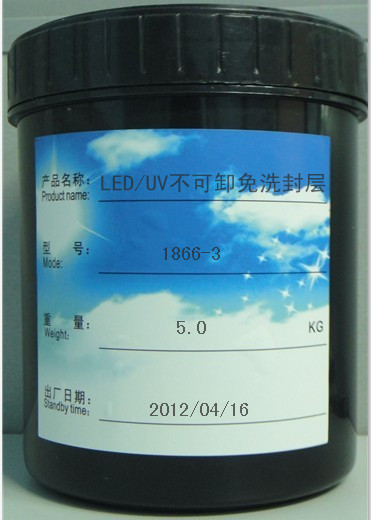 产品名称： LED/UV不可卸免洗封层
Product name:
型 号： 1866-3
Mode:
重 量： 5.0 KG
Weight:
出厂日期： 2012/04/16
Standby time: